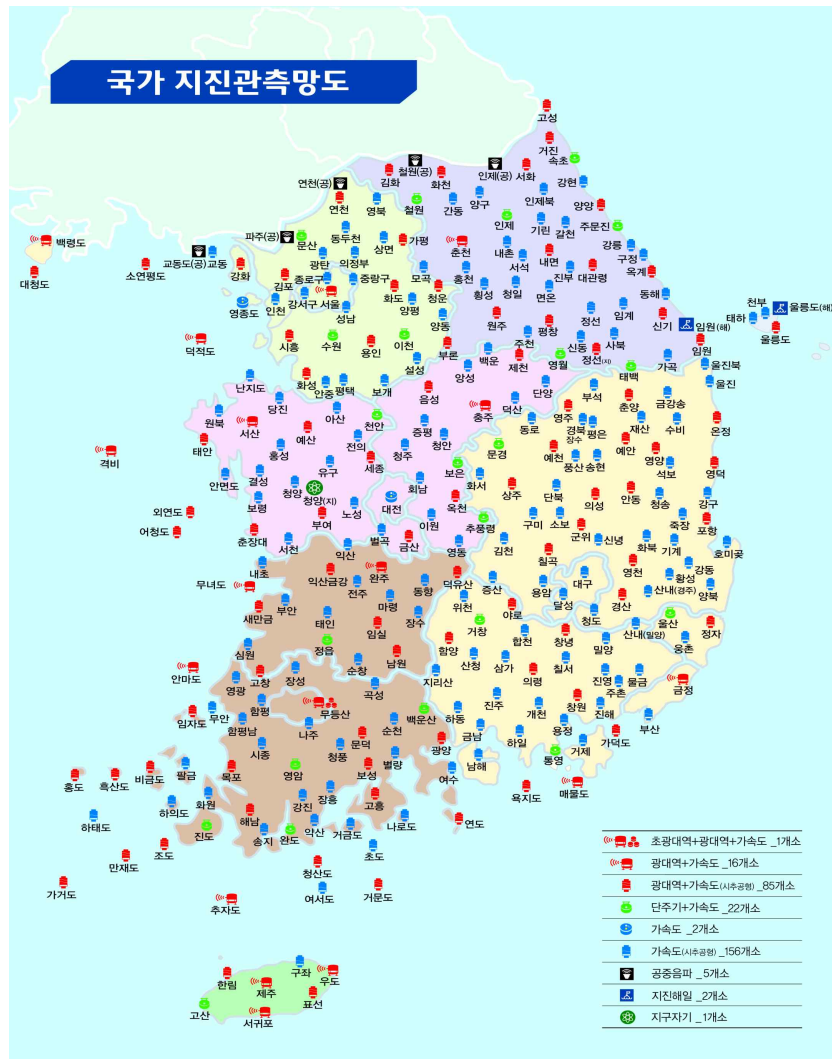 국가 지진관측망도
고성
거진
속초
철원(공)
김화
화천
인제(공)
서화
연천(공)
연천
영북
철원
간동
양구
인제북
강현
양양
인제
기린
갈천
주문진
파주(공)
문산
동두천
상면
가평
춘천
내촌
서석
내면
강릉
구정
옥계
백령도
대청도
소연평도
교동도(공)
교동
강화
광탄
의정부
김포
종로구
중랑구
모곡
홍천
횡성
청일
면온
진부
대관령
동해
영종도
인천
강서구
서울
성남
화도
양평
청운
양동
원주
평창
정선
임계
신기
임원(해)
천부
태하
울릉도(해)
울릉도
덕적도
시흥
수원
용인
이천
부론
주천
신동
정선(지)
사북
임원
설성
백운
제천
영월
태백
가곡
울진북
울진
난지도
화성
안중
평택
보개
음성
앙성
단양
부석
춘양
금강송
원북
당진
아산
천안
충주
덕산
동로
영주
경북
장수
평은
재산
수비
온정
서산
예산
전의
증평
청안
청주
문경
예천
풍산
송현
예안
영양
석보
영덕
태안
홍성
유구
세종
보은
화서
상주
단북
의성
안동
청송
강구
격비
안면도
결성
청양
청양(지)
회남
대전
옥천
외연도
보령
부여
노성
이원
추풍령
구미
소보
군위
신녕
죽장
포항
어청도
춘장대
서천
익산
벌곡
금산
영동
김천
칠곡
화북
기계
호미곶
무녀도
내초
익산금강
완주
전주
동향
덕유산
증산
용암
대구
달성
영천
황성
강동
새만금
부안
태인
마령
장수
위천
야로
청도
경산
산내(경주)
양북
심원
정읍
임실
거창
합천
창녕
밀양
산내(밀양)
울산
웅촌
정자
안마도
영광
고창
장성
순창
남원
함양
산청
삼가
의령
칠서
진영
주촌
물금
금정
임자도
무안
함평
함평남
무등산
곡성
지리산
백운산
하동
진주
개천
창원
진해
부산
나주
순천
광양
금남
하일
용정
거제
가덕도
시종
청풍
문덕
벌량
여수
남해
통영
홍도
흑산도
비금도
팔금
목포
영암
보성
고흥
욕지도
매물도
하태도
하의도
화원
해남
강진
장흥
나로도
연도
진도
송지
완도
약산
거금도
초도
가거도
만재도
조도
청산도
여서도
거문도
추자도
한림
구좌
우도
제주
고산
서귀포
표선
초광대역+광대역+가속도 _1개소
광대역+가속도 _16개소
광대역+가속도(시추공형) _85개소
단주기+가속도 _22개소
가속도 _2개소
가속도(시추공형) _156개소
공중음파 _5개소
지진해일 _2개소
지구자기 _1개소